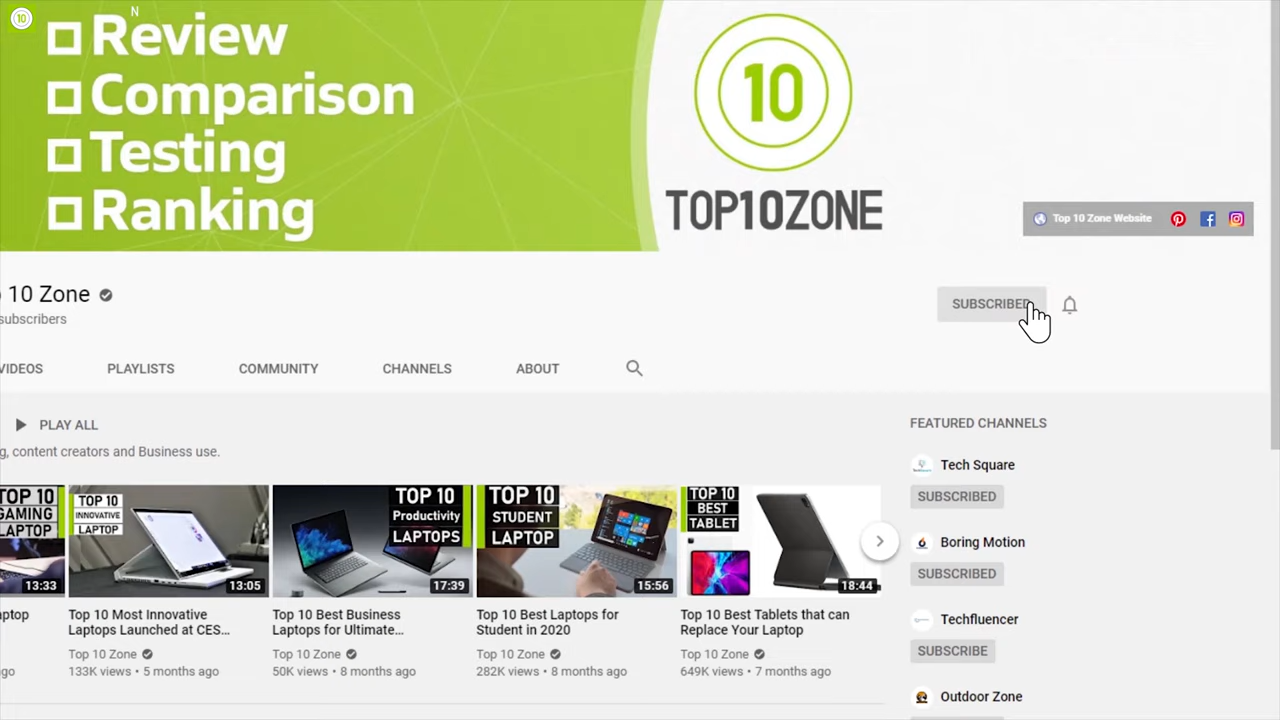 10
N
Review
Comparison
Testing
Ranking
10
TOP10ZONE
Top 10 Zone Website
10 Zone
subscribers
SUBSCRIBED
VIDEOS
PLAYLISTS
COMMUNITY
CHANNELS
ABOUT
PLAY ALL
FEATURED CHANNELS
g, content creators and Business use.
Tech Square
SUBSCRIBED
Boring Motion
SUBSCRIBED
Techfluencer
SUBSCRIBE
Outdoor Zone
TOP 10
GAMING
LAPTOP
13:33
TOP 10
INNOVATIVE
LAPTOP
13:05
TOP 10
Productivity
LAPTOPS
17:39
TOP 10
STUDENT
LAPTOP
15:56
TOP 10
BEST
TABLET
18:44
aptop
go
Top 10 Most Innovative
Laptops Launched at CES...
Top 10 Zone
133K views • 5 months ago
Top 10 Best Business
Laptops for Ultimate...
Top 10 Zone
50K views • 8 months ago
Top 10 Best Laptops for
Student in 2020
Top 10 Zone
282K views • 8 months ago
Top 10 Best Tablets that can
Replace Your Laptop
Top 10 Zone
649K views • 7 months ago